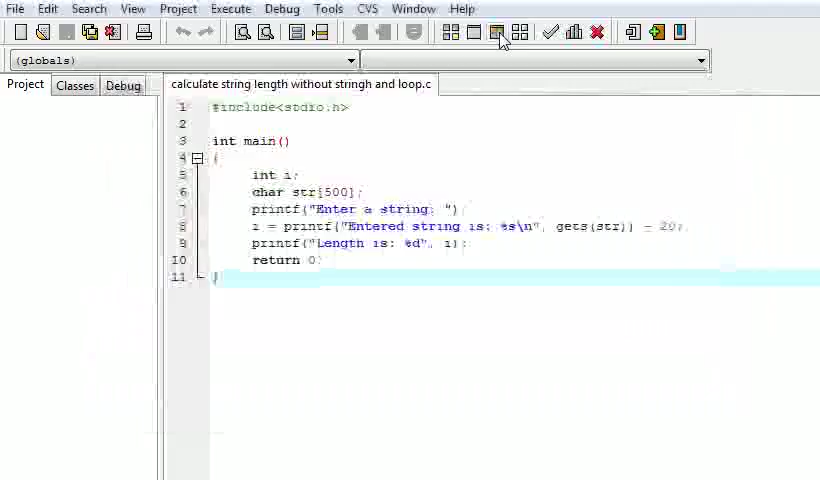 File Edit Search View Project Execute Debug Tools CVS Window Help
(globals)
Project Classes Debug calculate string length without stringh and loop.c
1 #include<stdio.h>
2
3 int main()
4 {
5 int i;
6 char str[500];
7 printf("Enter a string: ");
8 i = printf("Entered string is: %s\n", gets(str)) - 20;
9 printf("Length is: %d", i);
10 return 0;
11 }